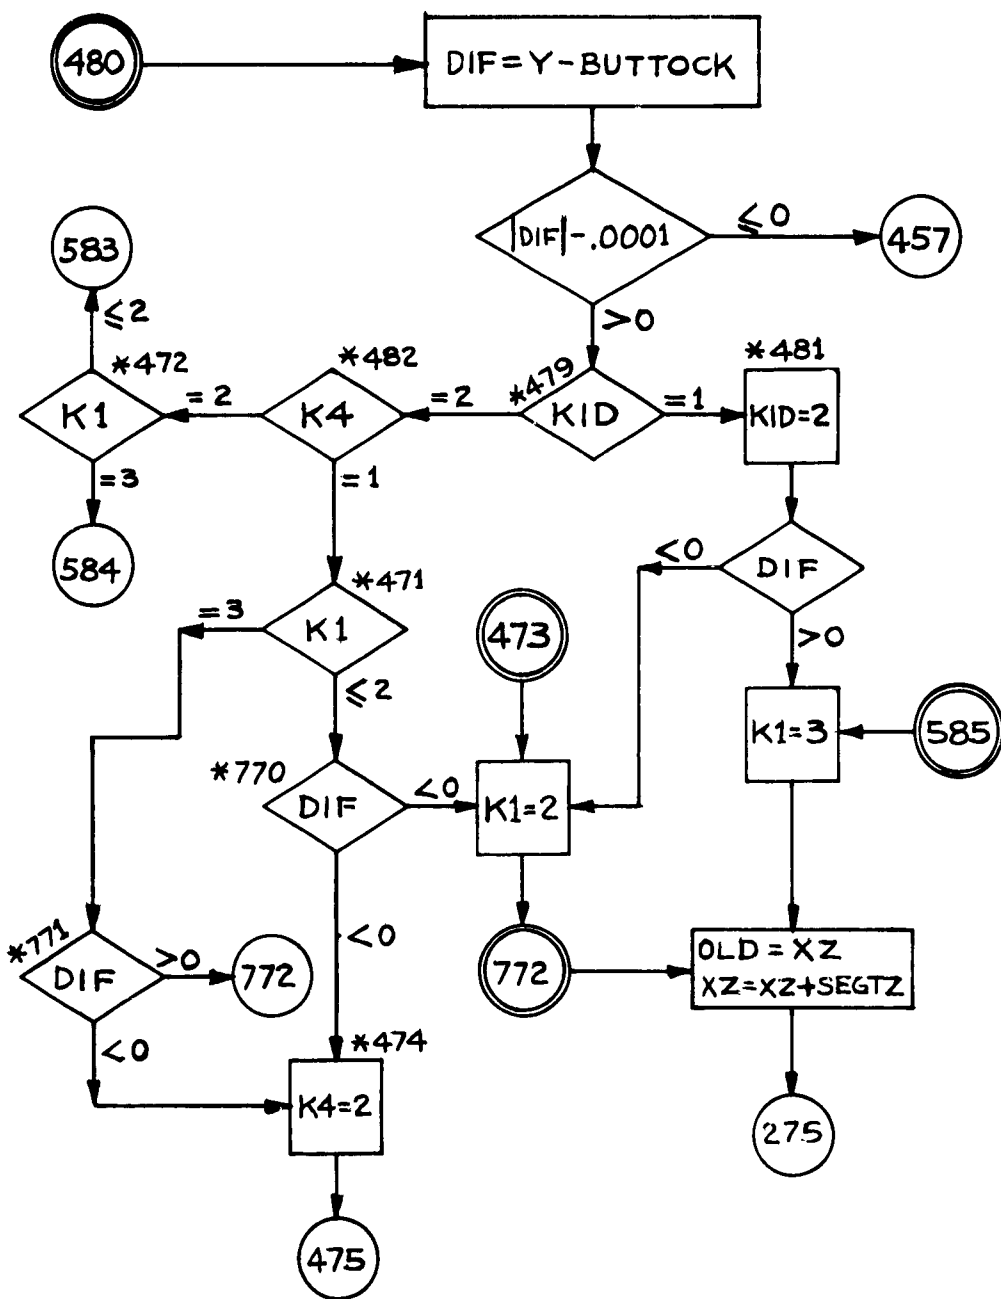 480
DIF=Y-BUTTOCK
|DIF|-.0001
≤0
457
>0
583
≤2
*472
K1
=2
*482
K4
=2
*479
KID
=1
*481
KID=2
=3
584
=1
*471
K1
=3
≤2
473
<0
DIF
>0
K1=3
585
*770
DIF
<0
K1=2
*771
DIF
>0
772
<0
<0
772
OLD=XZ
XZ=XZ+SEGTZ
*474
K4=2
275
475